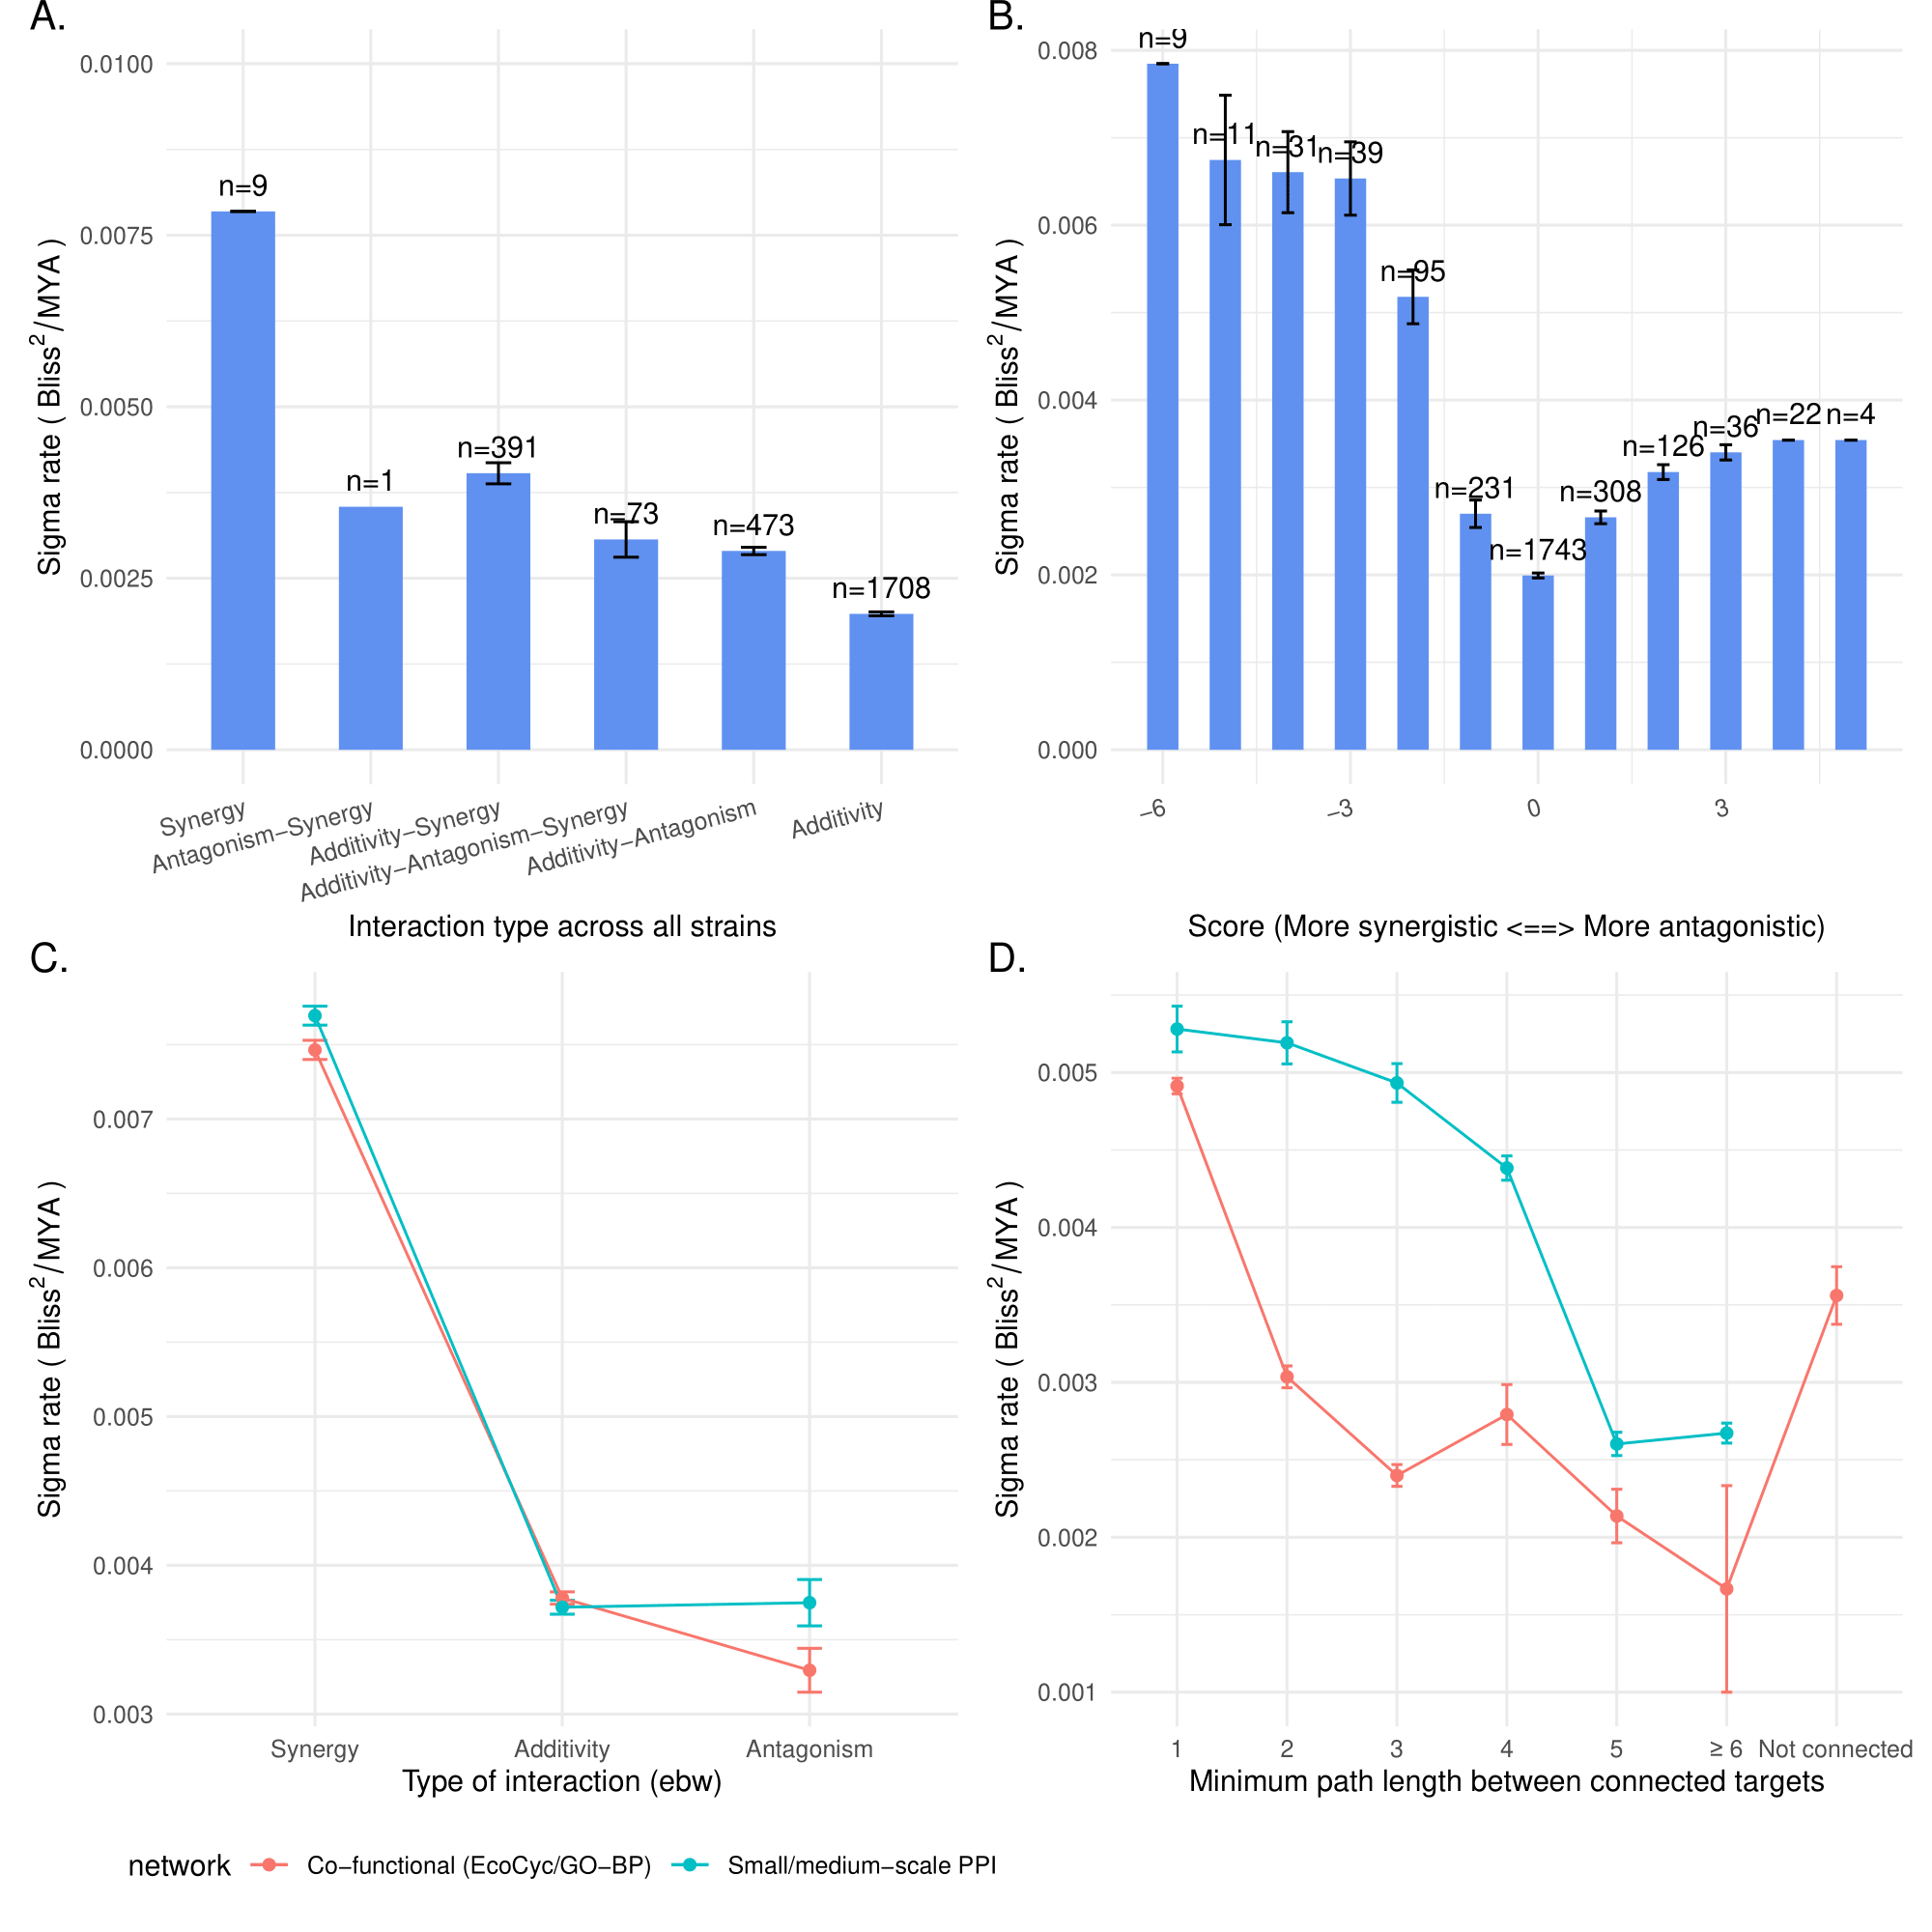 A.
0.0100
0.0075
0.0050
0.0025
0.0000
Sigma rate ( Bliss2/MYA )
n=9
n=1
n=391
n=73
n=473
n=1708
Synergy
Antagonism−Synergy
Additivity−Synergy
Additivity−Antagonism−Synergy
Additivity−Antagonism
Additivity
Interaction type across all strains
B.
0.008
0.006
0.004
0.002
0.000
Sigma rate ( Bliss2/MYA )
n=9
n=11
n=31
n=39
n=95
n=231
n=1743
n=308
n=126
n=36
n=22
n=4
−6
−3
0
3
Score (More synergistic <==> More antagonistic)
C.
0.007
0.006
0.005
0.004
0.003
Sigma rate ( Bliss2/MYA )
Synergy
Additivity
Antagonism
Type of interaction (ebw)
D.
0.005
0.004
0.003
0.002
0.001
Sigma rate ( Bliss2/MYA )
1
2
3
4
5
≥ 6
Not connected
Minimum path length between connected targets
network
Co−functional (EcoCyc/GO−BP)
Small/medium−scale PPI